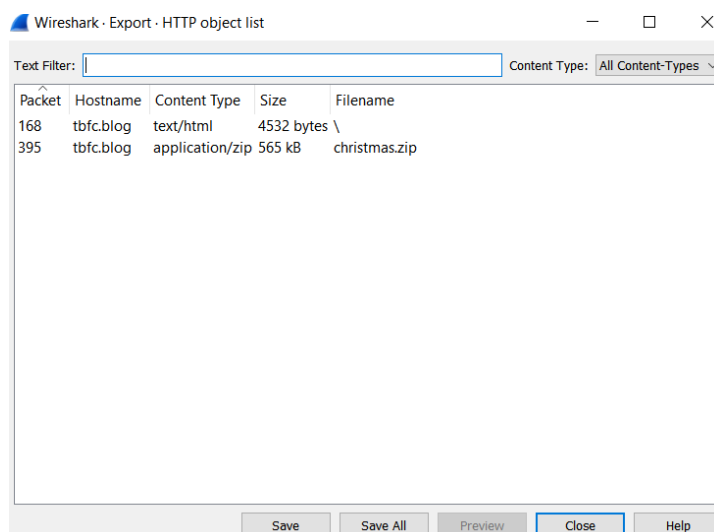 Wireshark · Export · HTTP object list
Text Filter: Content Type: All Content-Types
Packet Hostname Content Type Size Filename
168 tbfc.blog text/html 4532 bytes \
395 tbfc.blog application/zip 565 kB christmas.zip
Save Save All Preview Close Help